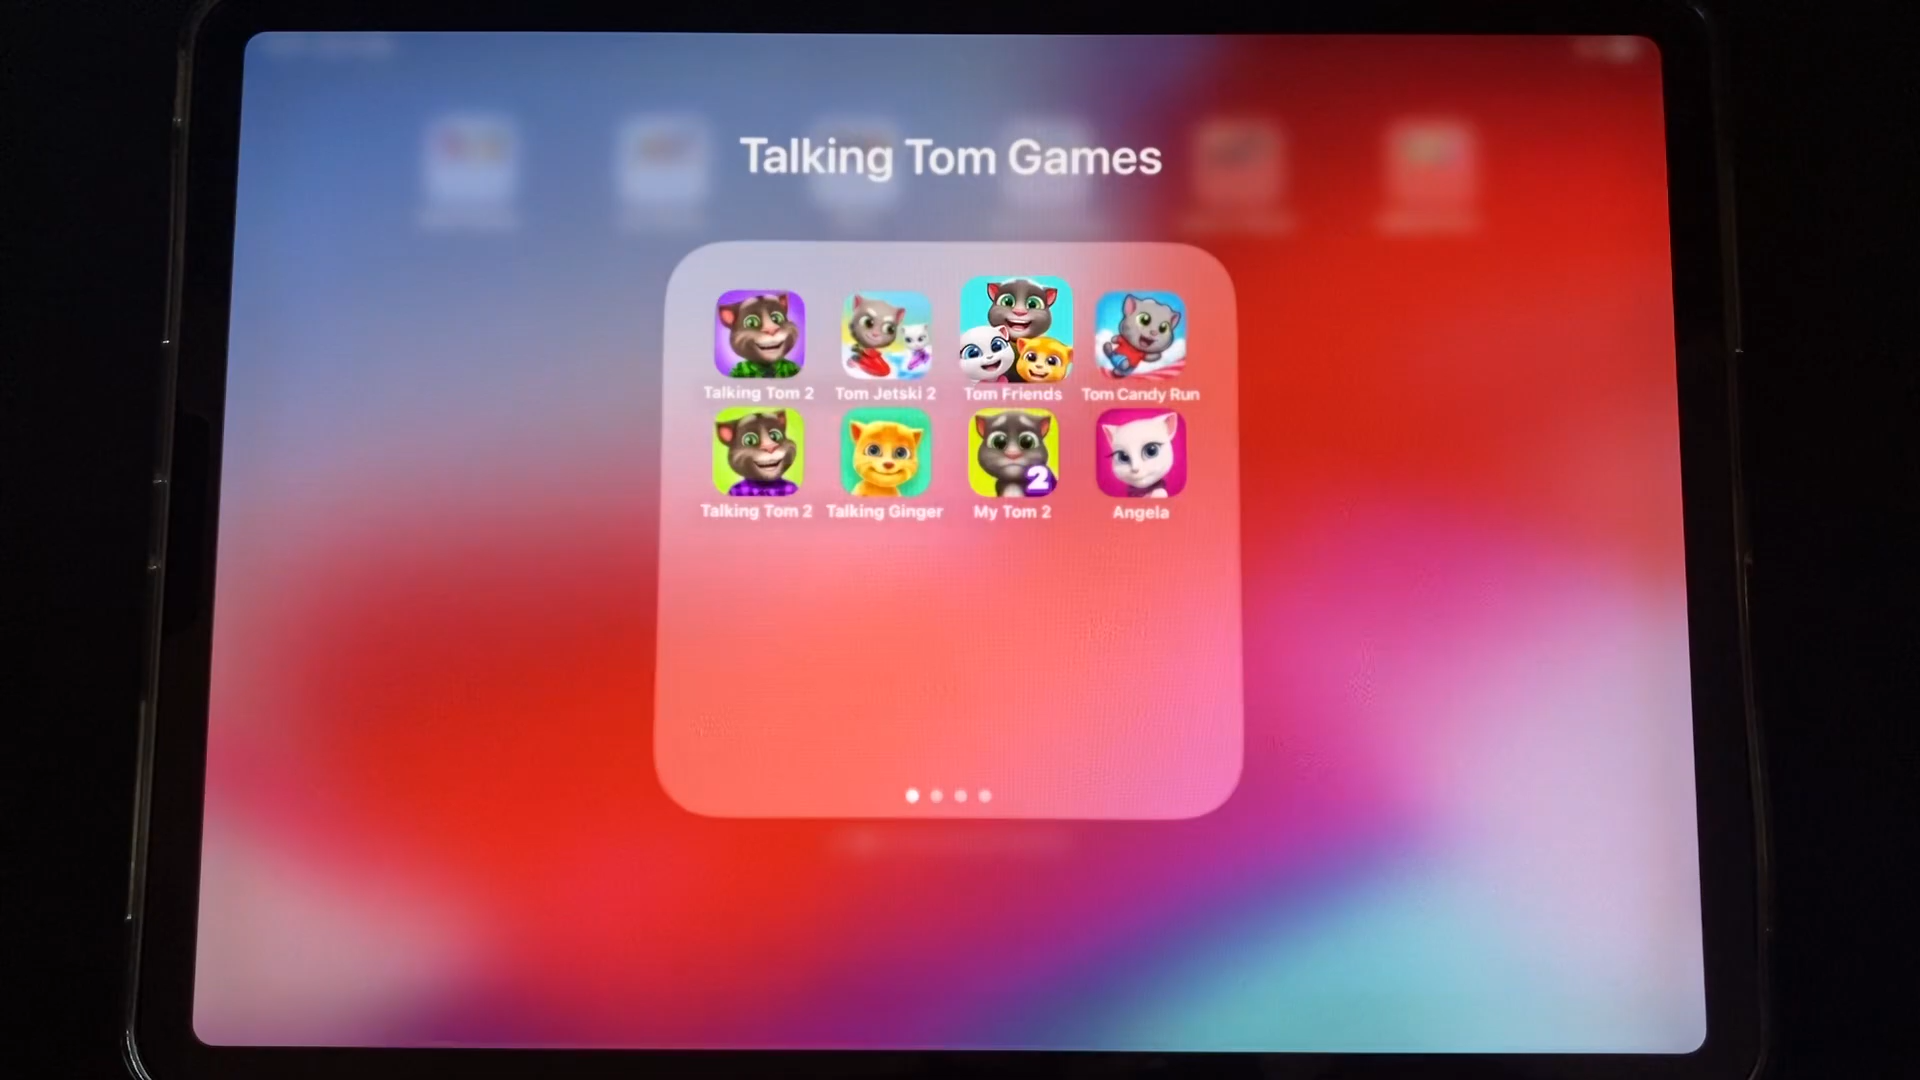 Talking Tom Games
Talking Tom 2
Tom Jetski 2
Tom Friends
Tom Candy Run
Talking Tom 2
Talking Ginger
2
My Tom 2
Angela